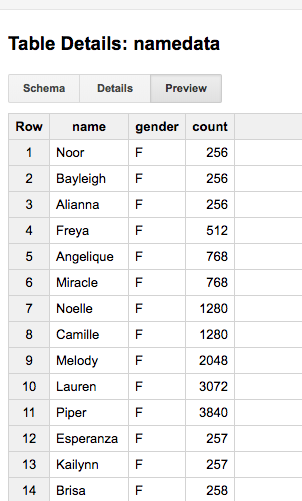 Table Details: namedata
Schema Details Preview
Row name gender count
1 Noor F 256
2 Bayleigh F 256
3 Alianna F 256
4 Freya F 512
5 Angelique F 768
6 Miracle F 768
7 Noelle F 1280
8 Camille F 1280
9 Melody F 2048
10 Lauren F 3072
11 Piper F 3840
12 Esperanza F 257
13 Kailynn F 257
14 Brisa F 258